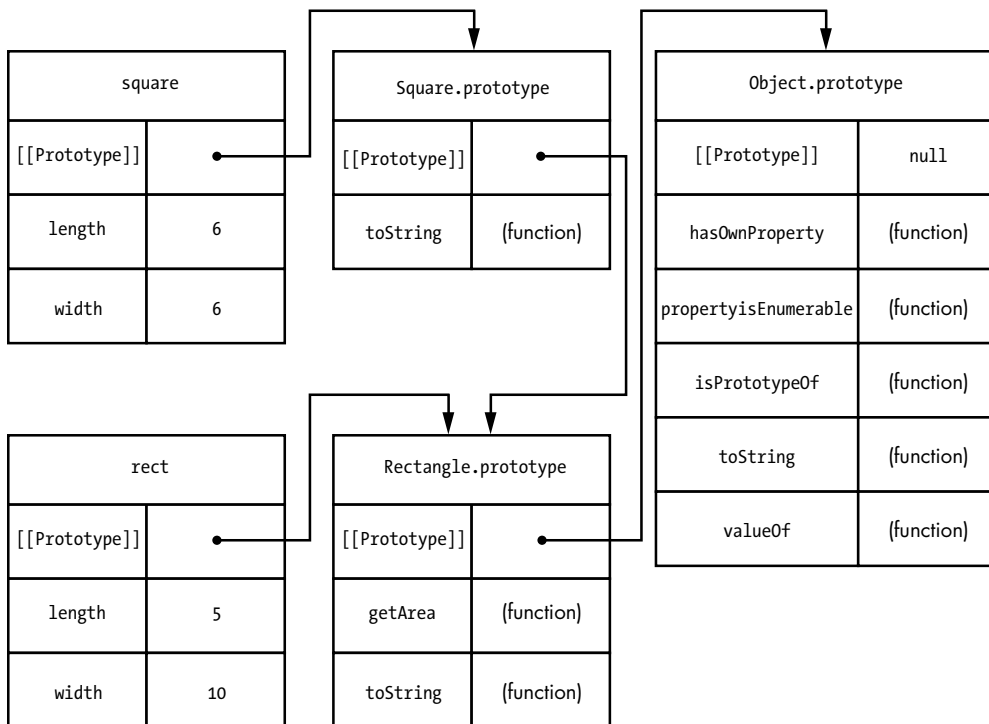 square
[[Prototype]]
length 6
width 6
Square.prototype
[[Prototype]]
toString (function)
Object.prototype
[[Prototype]] null
hasOwnProperty (function)
propertyisEnumerable (function)
isPrototypeOf (function)
toString (function)
valueOf (function)
rect
[[Prototype]]
length 5
width 10
Rectangle.prototype
[[Prototype]]
getArea (function)
toString (function)